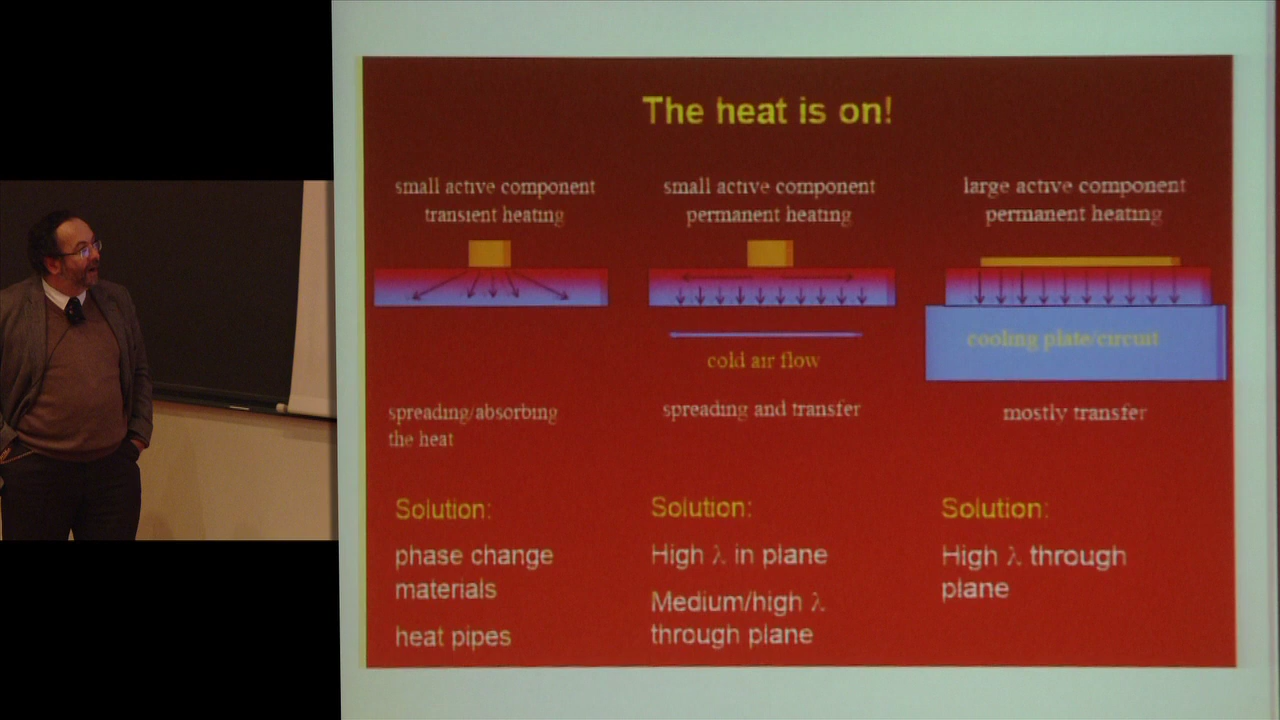 The heat is on!
small active component
transient heating
small active component
permanent heating
large active component
permanent heating
cold air flow
cooling plate/circuit
spreading/absorbing
the heat
spreading and transfer
mostly transfer
Solution:
phase change
materials
heat pipes
Solution:
High λ in plane
Medium/high λ
through plane
Solution:
High λ through
plane